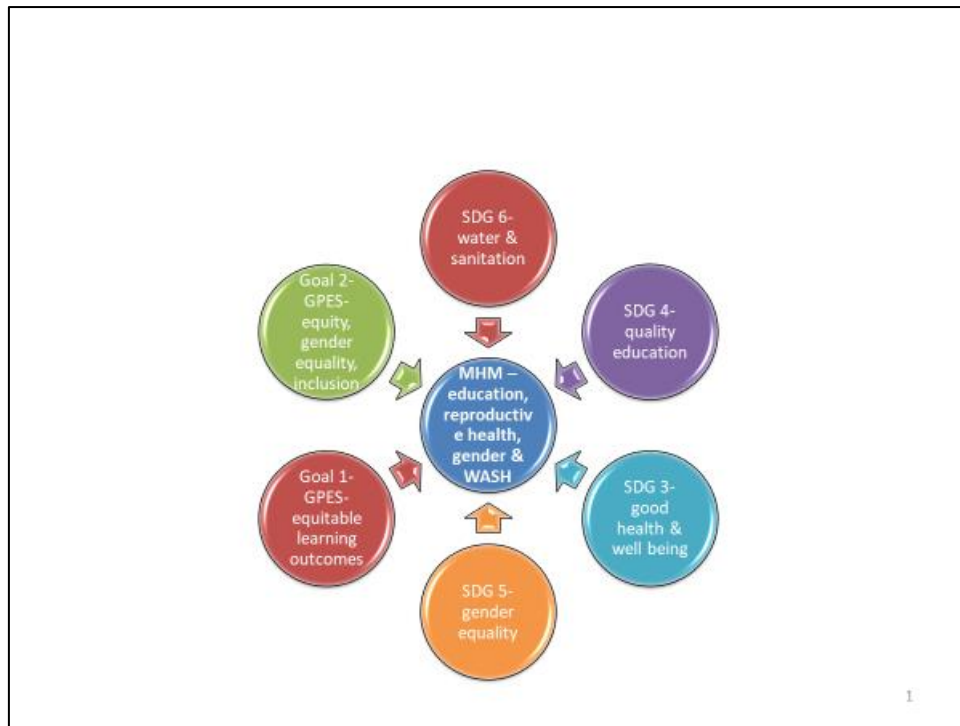 SDG 6-
water &
sanitation
Goal 2-
GPES-
equity,
gender
equality,
inclusion
SDG 4-
quality
education
MHM –
education,
reproductiv
e health,
gender &
WASH
Goal 1-
GPES-
equitable
learning
outcomes
SDG 3-
good
health &
well being
SDG 5-
gender
equality
1